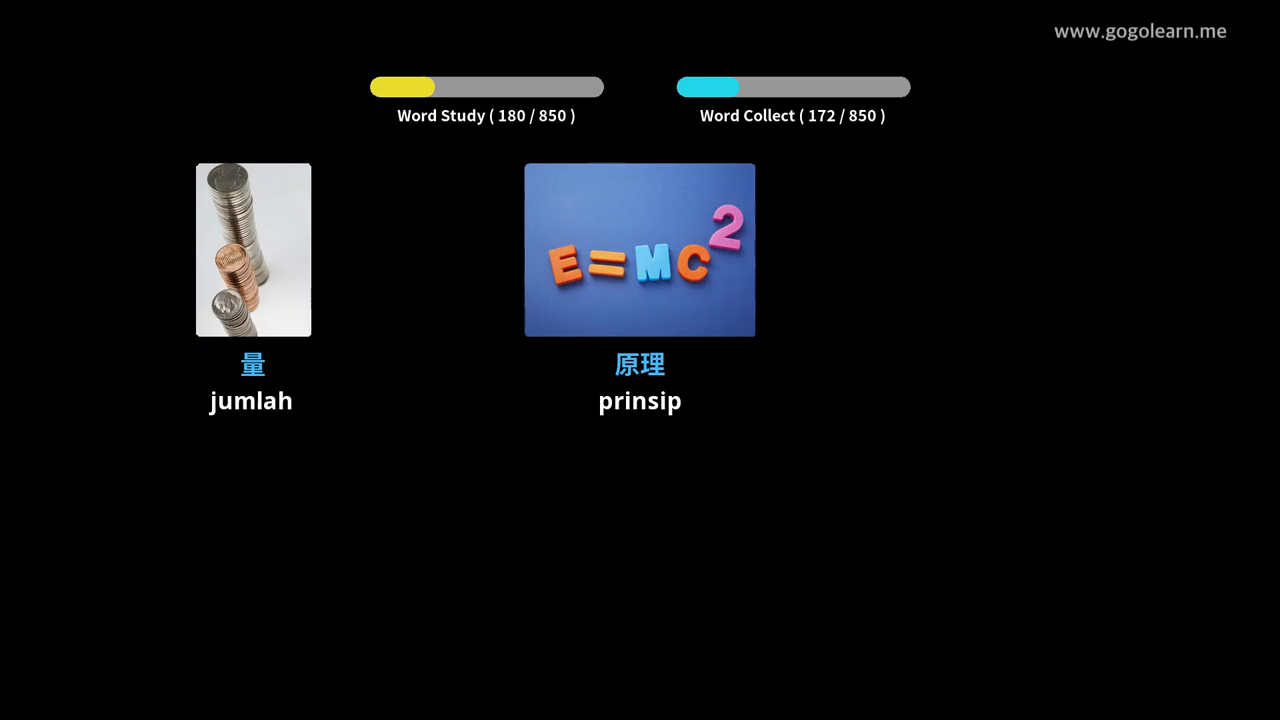 www.gogolearn.me
Word Study ( 180 / 850 )
Word Collect ( 172 / 850 )
E=MC2
量
jumlah
原理
prinsip